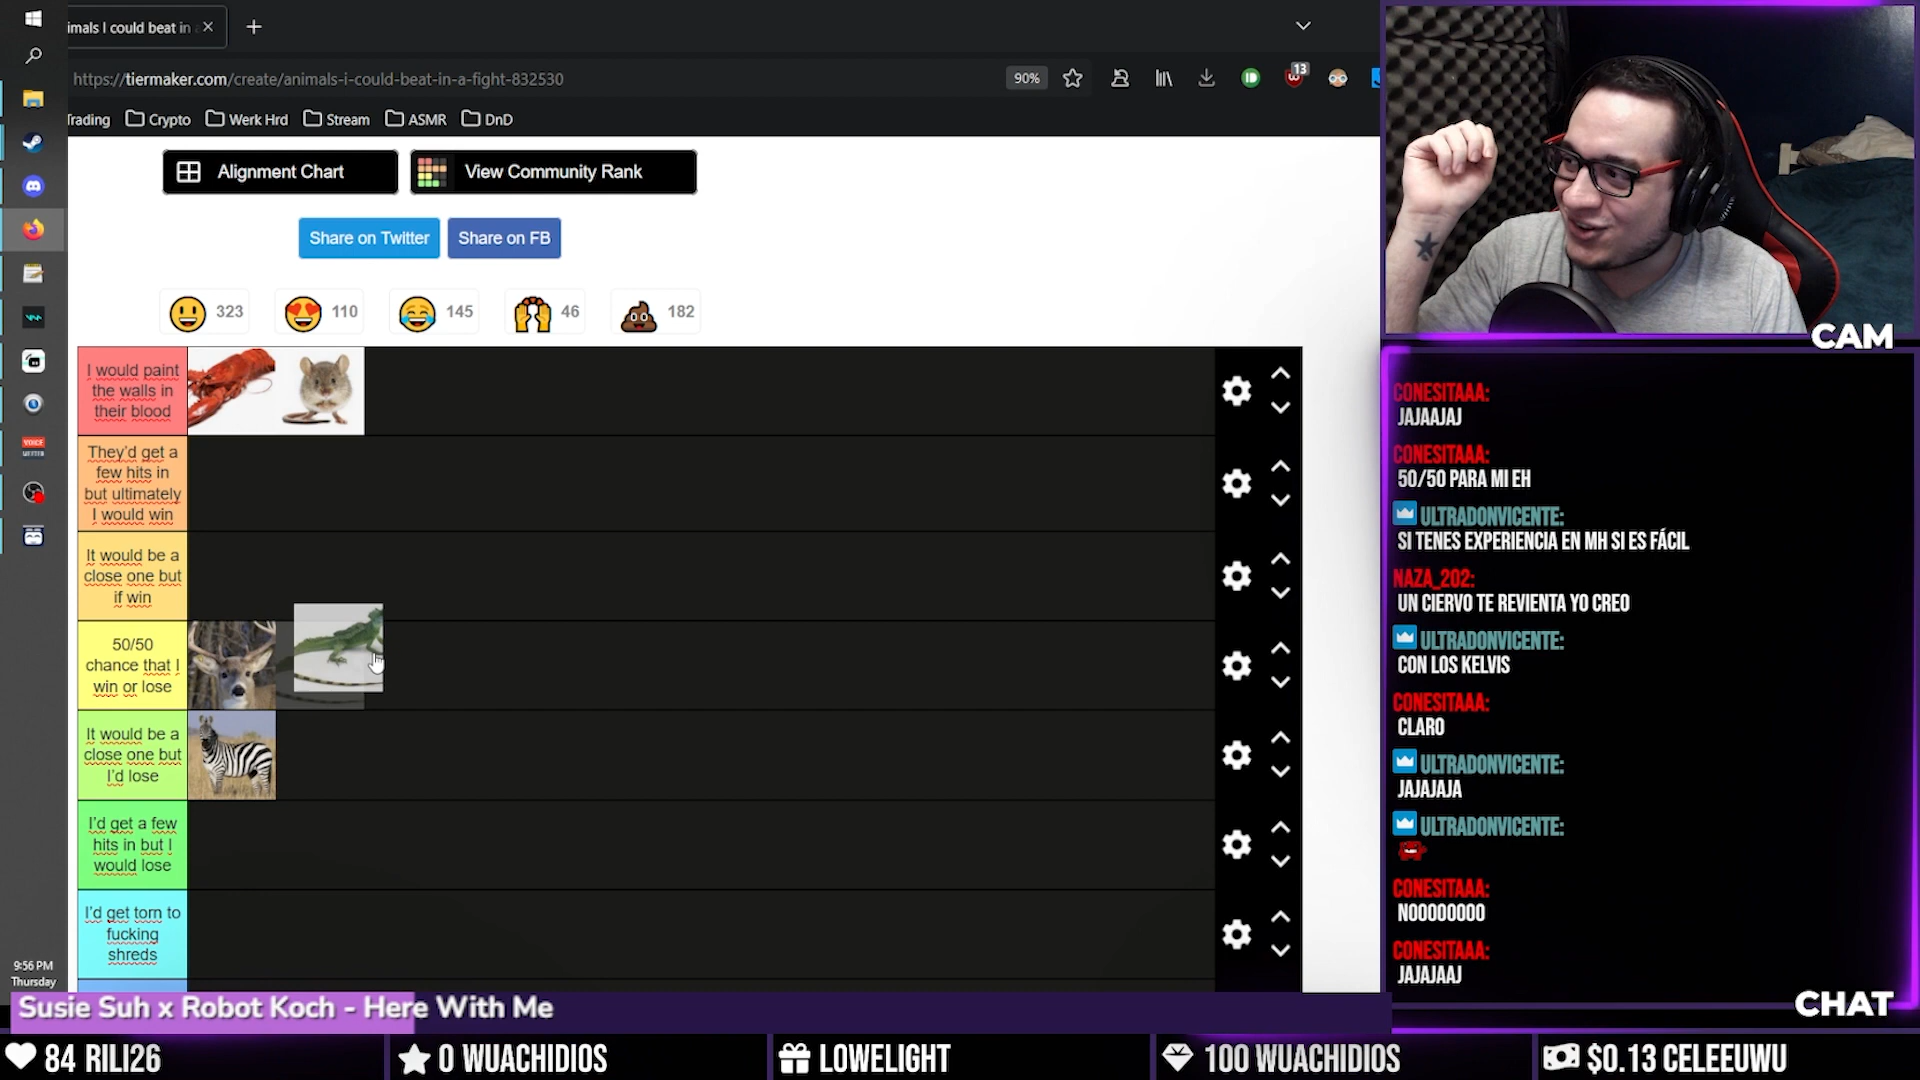 imals I could beat in
https://tiermaker.com/create/animals-i-could-beat-in-a-fight-832530
90%
13
Trading
Crypto
Werk Hrd
Stream
ASMR
DnD
Alignment Chart
View Community Rank
Share on Twitter
Share on FB
323
110
145
46
182
I would paint
the walls in
their blood
They'd get a
few hits in
but ultimately
I would win
It would be a
close one but
if win
50/50
chance that I
win or lose
It would be a
close one but
I'd lose
I'd get a few
hits in but I
would lose
I'd get torn to
fucking
shreds
9:56 PM
Thursday
CAM
CONESITAAA:
JAJAAJAJ
CONESITAAA:
50/50 PARA MI EH
ULTRADONVICENTE:
SI TENES EXPERIENCIA EN MH SI ES FÁCIL
NAZA_202:
UN CIERVO TE REVIENTA YO CREO
ULTRADONVICENTE:
CON LOS KELVIS
CONESITAAA:
CLARO
ULTRADONVICENTE:
JAJAJAJA
ULTRADONVICENTE:
CONESITAAA:
NOOOOOOOO
CONESITAAA:
JAJAJAAJ
CHAT
Susie Suh x Robot Koch - Here With Me
84 RILI26
0 WUACHIDIOS
LOWELIGHT
100 WUACHIDIOS
$0.13 CELEEUWU